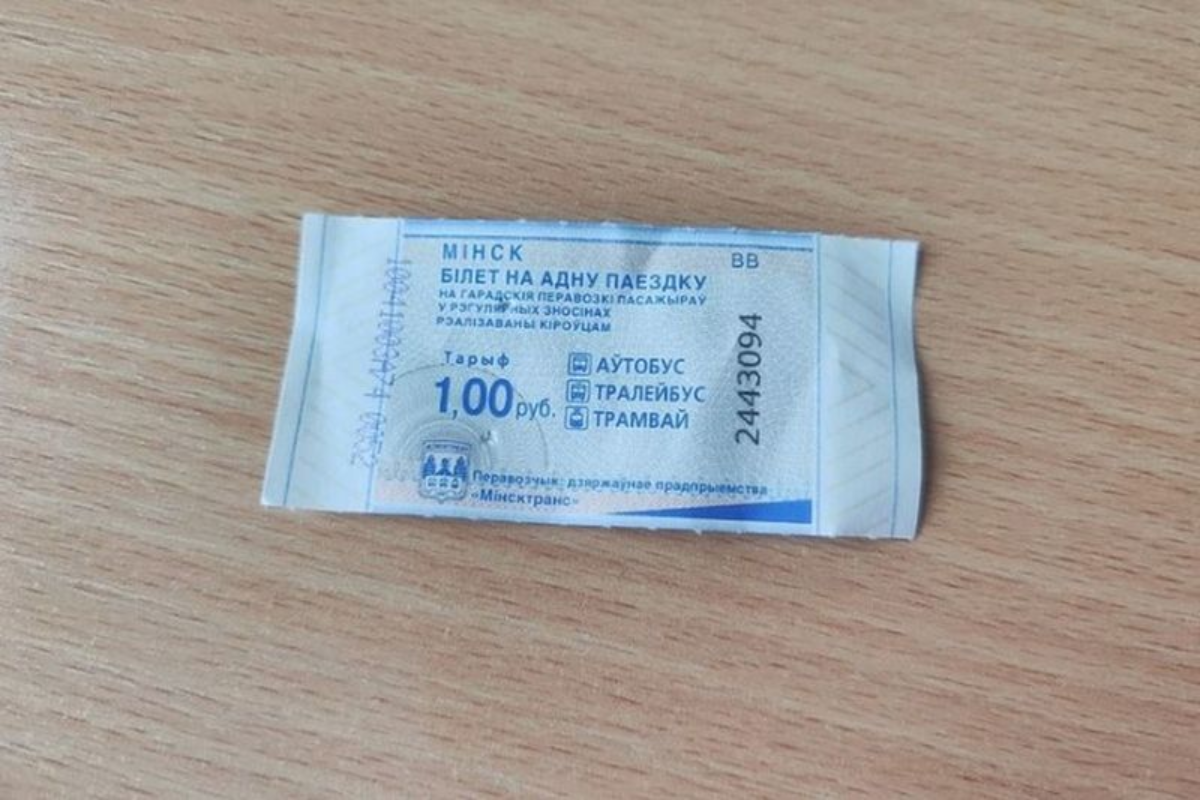 МІНСК
ВВ
БІЛЕТ НА АДНУ ПАЕЗДКУ
НА ГАРАДСКІЯ ПЕРАВОЗКІ ПАСАЖЫРАЎ
У РЭГУЛЯРНЫХ ЗНОСІНАХ
РЭАЛІЗАВАНЫ КІРОЎЦАМ
Тарыф
1,00 руб.
АЎТОБУС
ТРАЛЕЙБУС
ТРАМВАЙ
2443094
Перавозчык: дзяржаўнае прадпрыемства
«Мінсктранс»